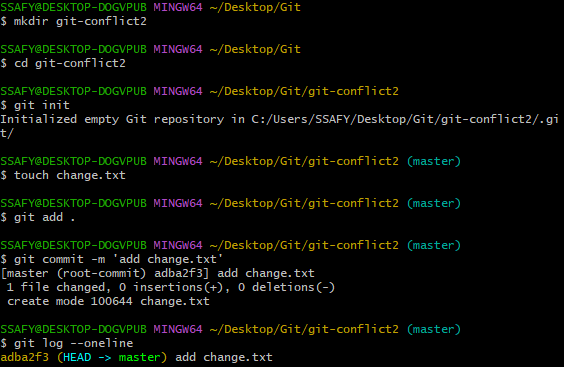 SSAFY@DESKTOP-DOGVPUB MINGW64 ~/Desktop/Git
$ mkdir git-conflict2
SSAFY@DESKTOP-DOGVPUB MINGW64 ~/Desktop/Git
$ cd git-conflict2
SSAFY@DESKTOP-DOGVPUB MINGW64 ~/Desktop/Git/git-conflict2
$ git init
Initialized empty Git repository in C:/Users/SSAFY/Desktop/Git/git-conflict2/.gi
t/
SSAFY@DESKTOP-DOGVPUB MINGW64 ~/Desktop/Git/git-conflict2 (master)
$ touch change.txt
SSAFY@DESKTOP-DOGVPUB MINGW64 ~/Desktop/Git/git-conflict2 (master)
$ git add .
SSAFY@DESKTOP-DOGVPUB MINGW64 ~/Desktop/Git/git-conflict2 (master)
$ git commit -m 'add change.txt'
[master (root-commit) adba2f3] add change.txt
 1 file changed, 0 insertions(+), 0 deletions(-)
 create mode 100644 change.txt
SSAFY@DESKTOP-DOGVPUB MINGW64 ~/Desktop/Git/git-conflict2 (master)
$ git log --oneline
adba2f3 (HEAD -> master) add change.txt